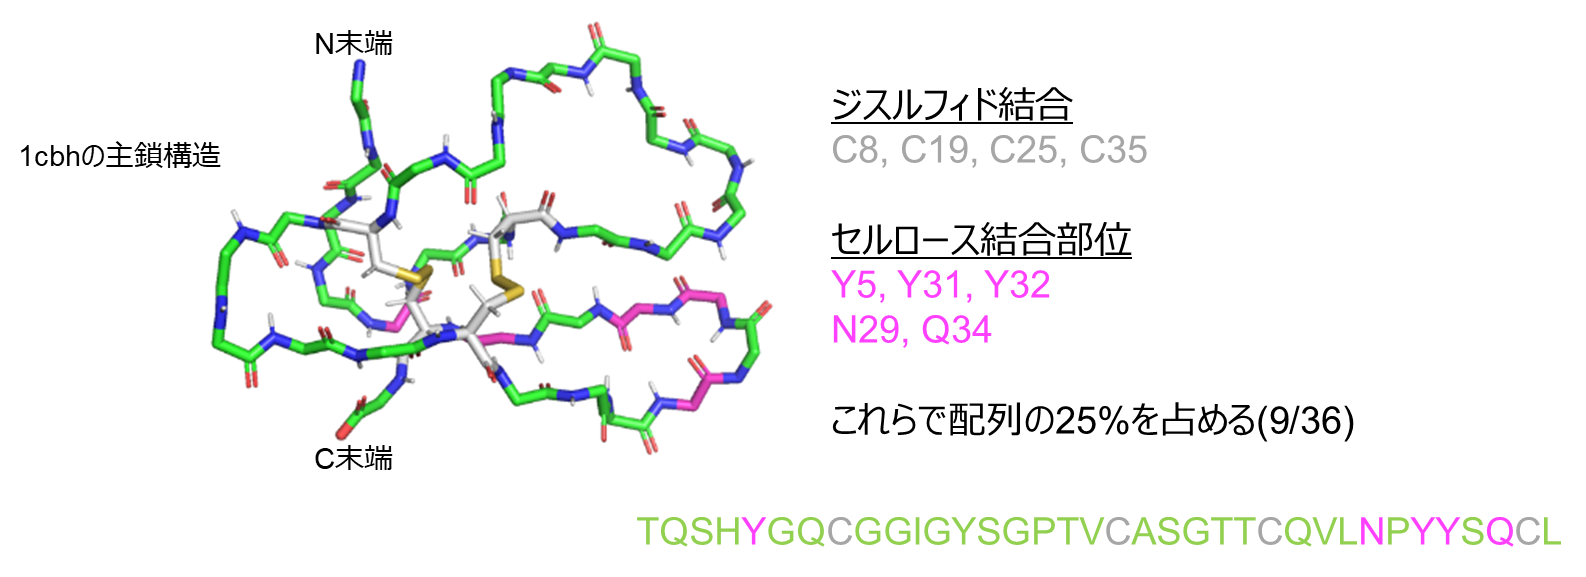 N末端
1cbhの主鎖構造
C末端
ジスルフィド結合
C8, C19, C25, C35
セルロース結合部位
Y5, Y31, Y32
N29, Q34
これらで配列の25%を占める(9/36)
TQSHYGQCGGIGYSGPTVCASGTTCQVLNPYYSQCL